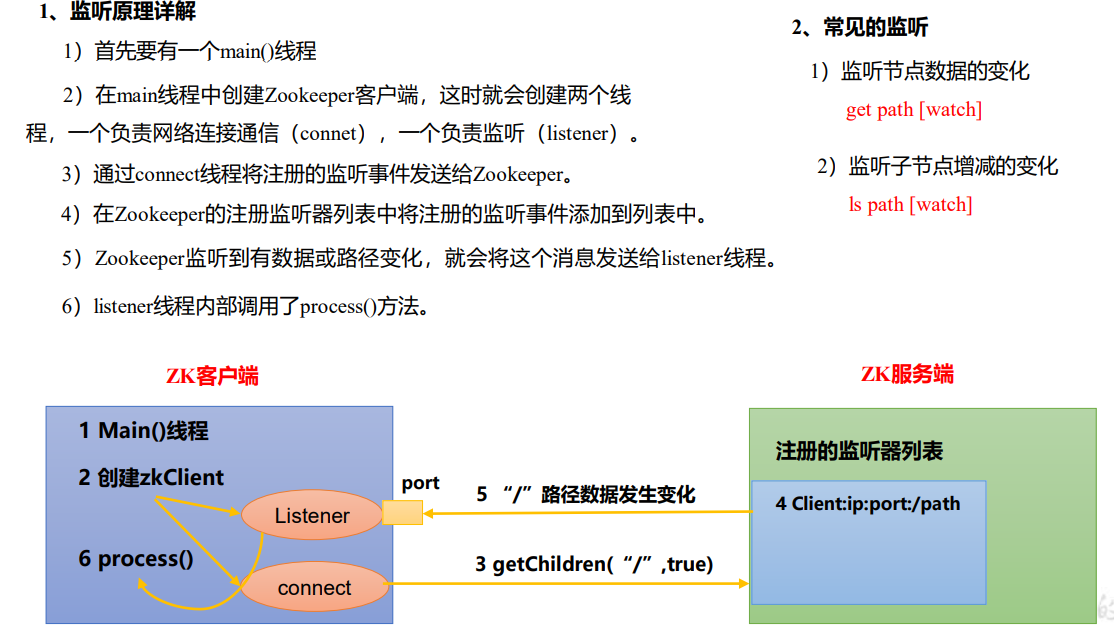 1、监听原理详解
1）首先要有一个main()线程
2）在main线程中创建Zookeeper客户端，这时就会创建两个线
程，一个负责网络连接通信（connet），一个负责监听（listener）。
3）通过connect线程将注册的监听事件发送给Zookeeper。
4）在Zookeeper的注册监听器列表中将注册的监听事件添加到列表中。
5）Zookeeper监听到有数据或路径变化，就会将这个消息发送给listener线程。
6）listener线程内部调用了process()方法。
2、常见的监听
1）监听节点数据的变化
get path [watch]
2）监听子节点增减的变化
ls path [watch]
ZK客户端
1 Main()线程
2 创建zkClient
Listener
6 process()
connect
port
5 “/”路径数据发生变化
3 getChildren(“/”,true)
ZK服务端
注册的监听器列表
4 Client:ip:port:/path